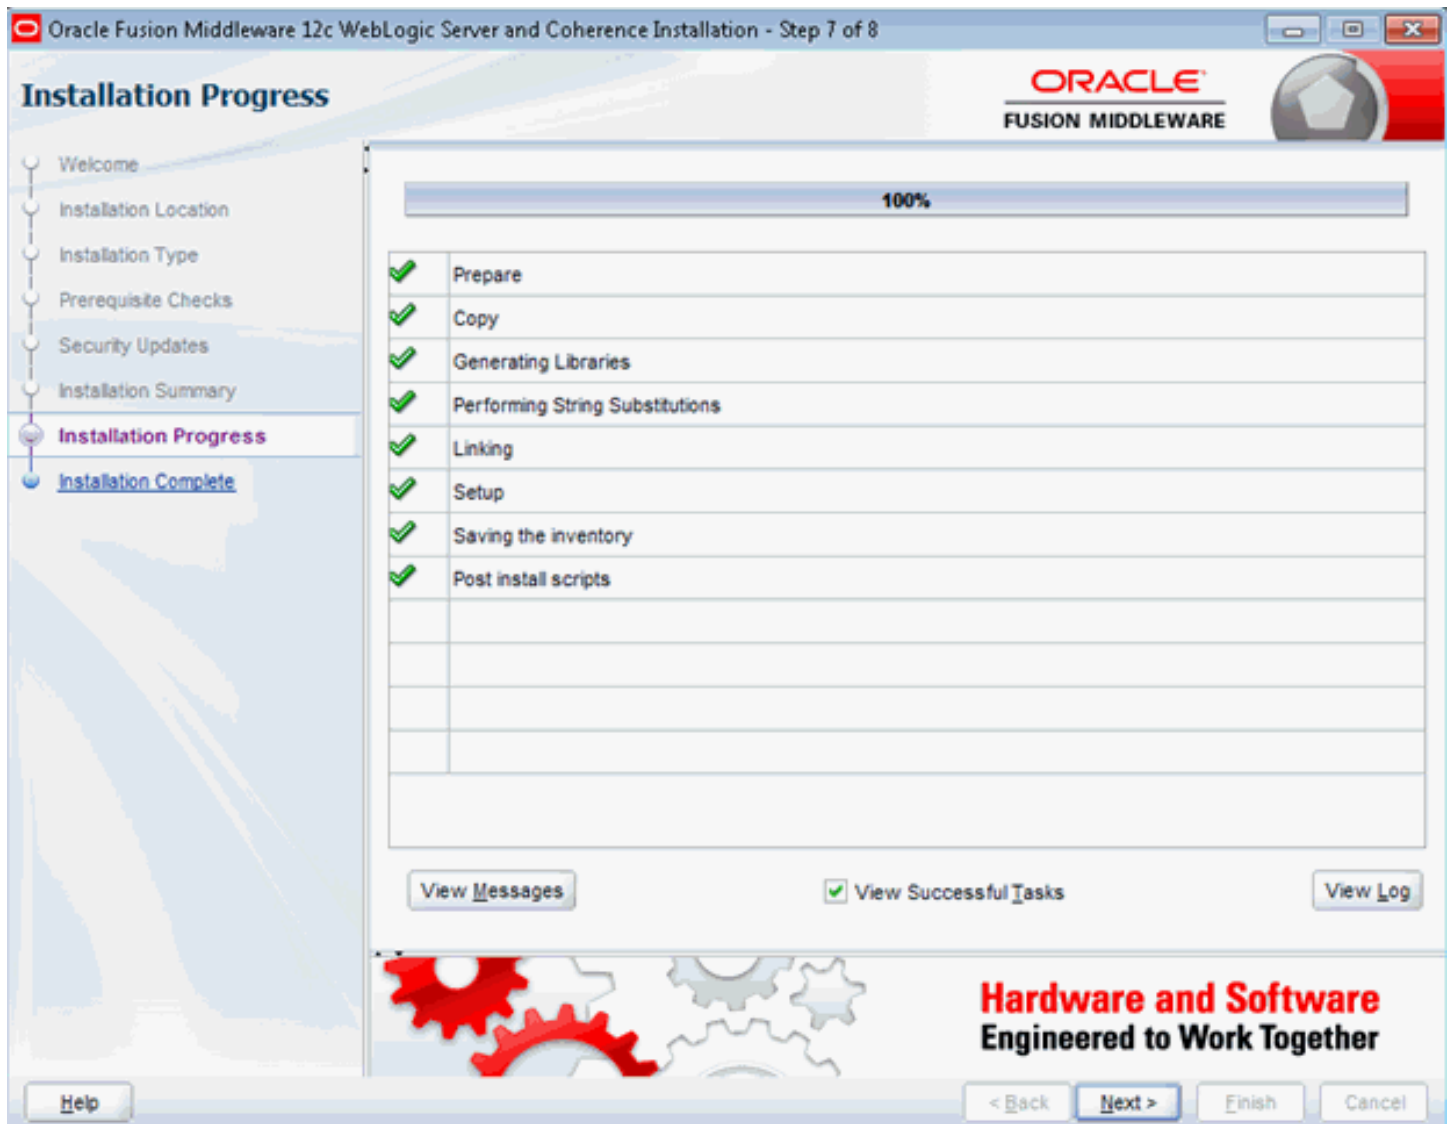 Oracle Fusion Middleware 12c WebLogic Server and Coherence Installation - Step 7 of 8
Installation Progress
ORACLE
FUSION MIDDLEWARE
Welcome
Installation Location
Installation Type
Prerequisite Checks
Security Updates
Installation Summary
Installation Progress
Installation Complete
100%
Prepare
Copy
Generating Libraries
Performing String Substitutions
Linking
Setup
Saving the inventory
Post install scripts
View Messages
View Successful Tasks
View Log
Hardware and Software
Engineered to Work Together
Help
< Back
Next >
Finish
Cancel